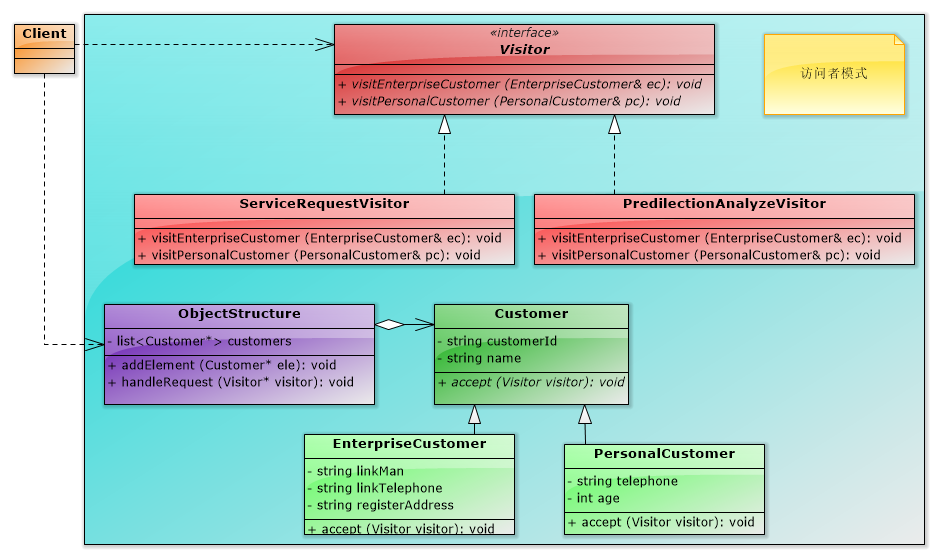 Client
«interface»
Visitor
+ visitEnterpriseCustomer (EnterpriseCustomer& ec): void
+ visitPersonalCustomer (PersonalCustomer& pc): void
访问者模式
ServiceRequestVisitor
+ visitEnterpriseCustomer (EnterpriseCustomer& ec): void
+ visitPersonalCustomer (PersonalCustomer& pc): void
PredilectionAnalyzeVisitor
+ visitEnterpriseCustomer (EnterpriseCustomer& ec): void
+ visitPersonalCustomer (PersonalCustomer& pc): void
ObjectStructure
- list<Customer*> customers
+ addElement (Customer* ele): void
+ handleRequest (Visitor* visitor): void
Customer
- string customerId
- string name
+ accept (Visitor visitor): void
EnterpriseCustomer
- string linkMan
- string linkTelephone
- string registerAddress
+ accept (Visitor visitor): void
PersonalCustomer
- string telephone
- int age
+ accept (Visitor visitor): void